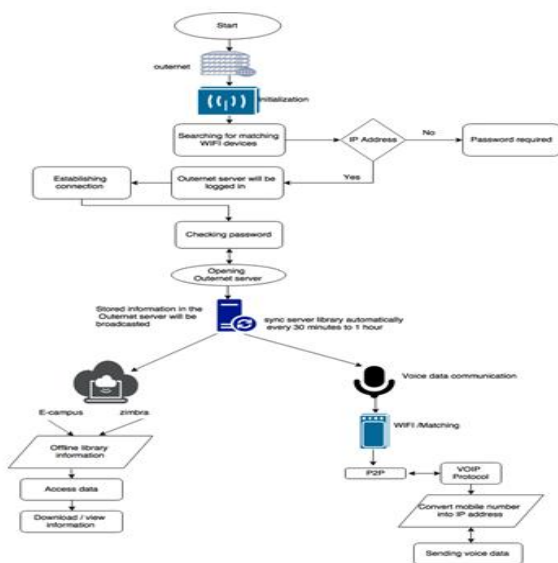 Start
outernet
Initialization
Searching for matching
WIFI devices
IP Address
No
Password required
Yes
Establishing
connection
Outernet server will be
logged in
Checking password
Opening
Outernet server
Stored information in the
Outernet server will be
broadcasted
sync server library automatically
every 30 minutes to 1 hour
E-campus
zimbra
Offline library
information
Access data
Download / view
information
Voice data communication
WIFI /Matching
P2P
VOIP
Protocol
Convert mobile number
into IP address
Sending voice data